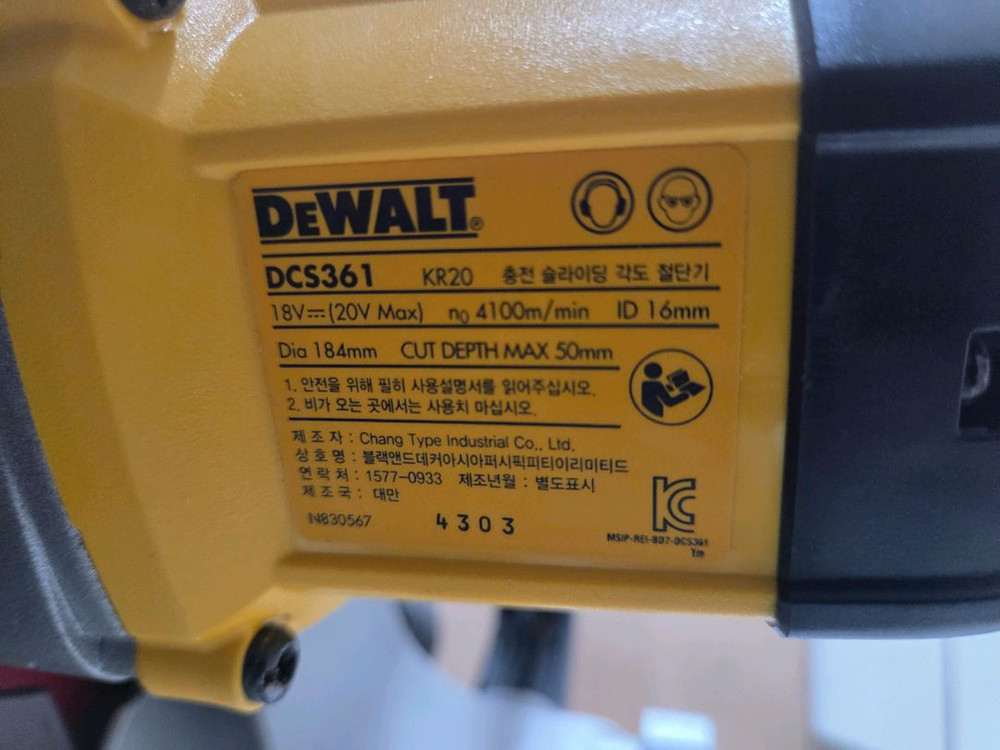 DEWALT®
DCS361 KR20 충전 슬라이딩 각도 절단기
18V⎓(20V Max) n₀ 4100m/min ID 16mm
Dia 184mm CUT DEPTH MAX 50mm
1. 안전을 위해 필히 사용설명서를 읽어주십시오.
2. 비가 오는 곳에서는 사용치 마십시오.
제 조 자 : Chang Type Industrial Co., Ltd.
상 호 명 : 블랙앤드데커아시아퍼시픽피티이리미티드
연 락 처 : 1577-0933 제조년월 : 별도표시
제 조 국 : 대만
N830567 4303
KC
MSIP-REI-BD7-DCS361
Ym